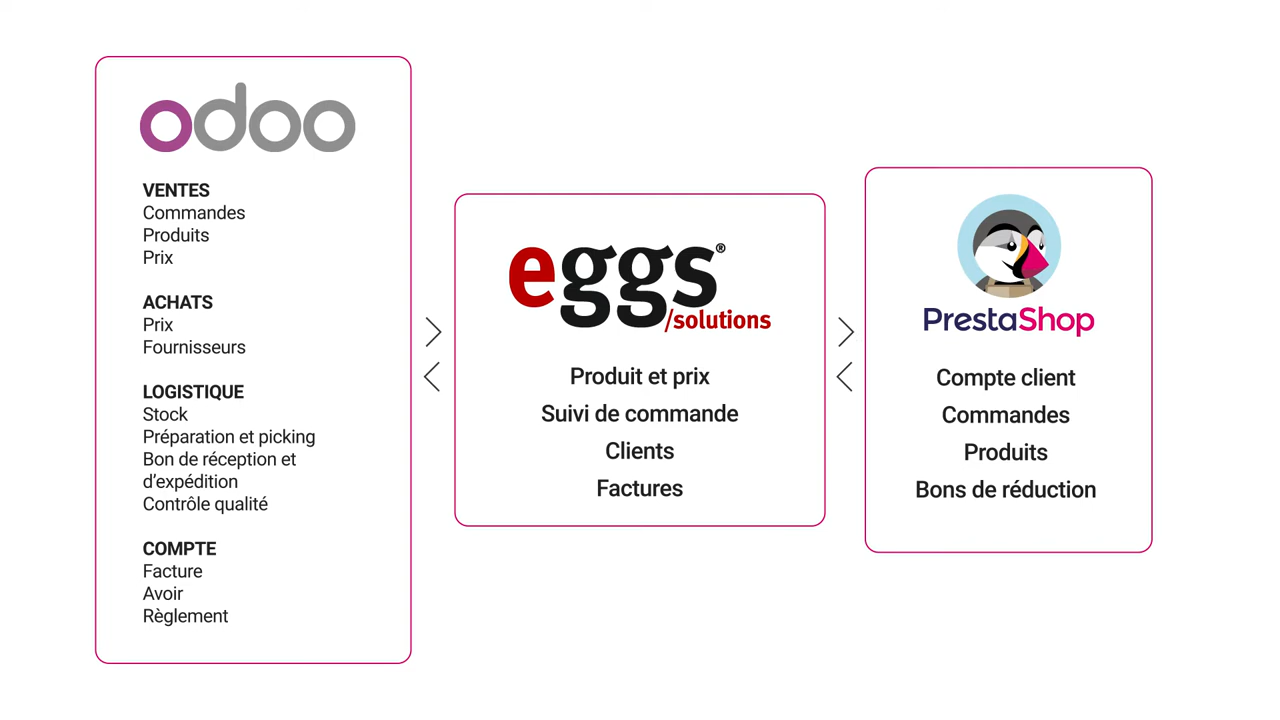 odoo
VENTES
Commandes
Produits
Prix
ACHATS
Prix
Fournisseurs
LOGISTIQUE
Stock
Préparation et picking
Bon de réception et
d'expédition
Contrôle qualité
COMPTE
Facture
Avoir
Règlement
eggs®
/solutions
Produit et prix
Suivi de commande
Clients
Factures
PrestaShop
Compte client
Commandes
Produits
Bons de réduction